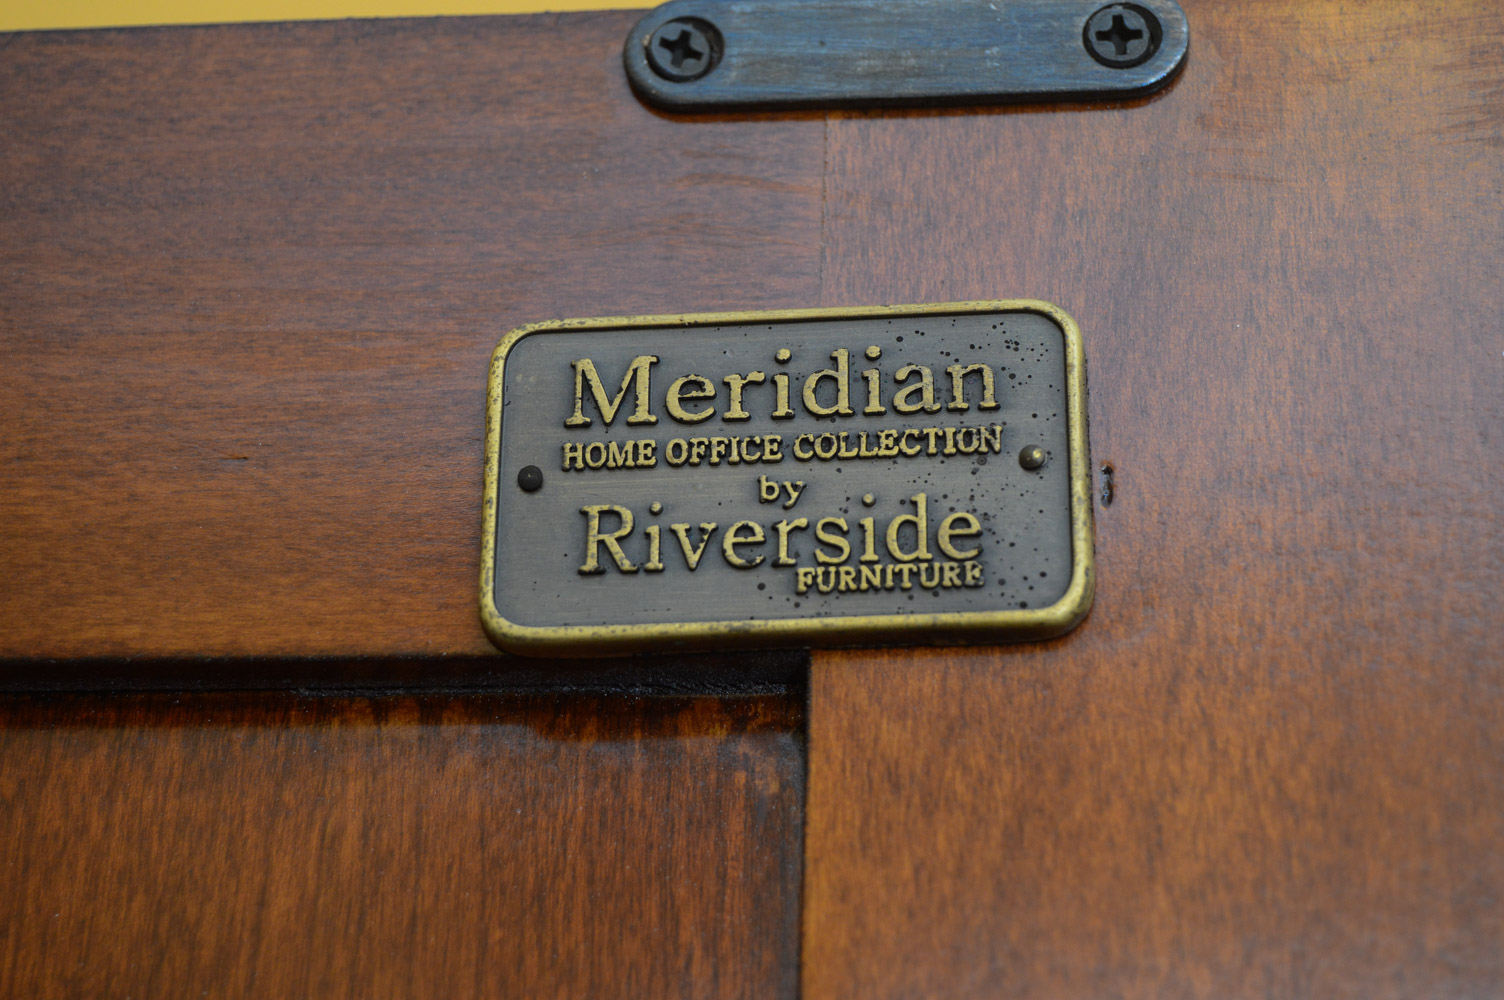 Meridian
HOME OFFICE COLLECTION
by
Riverside
FURNITURE